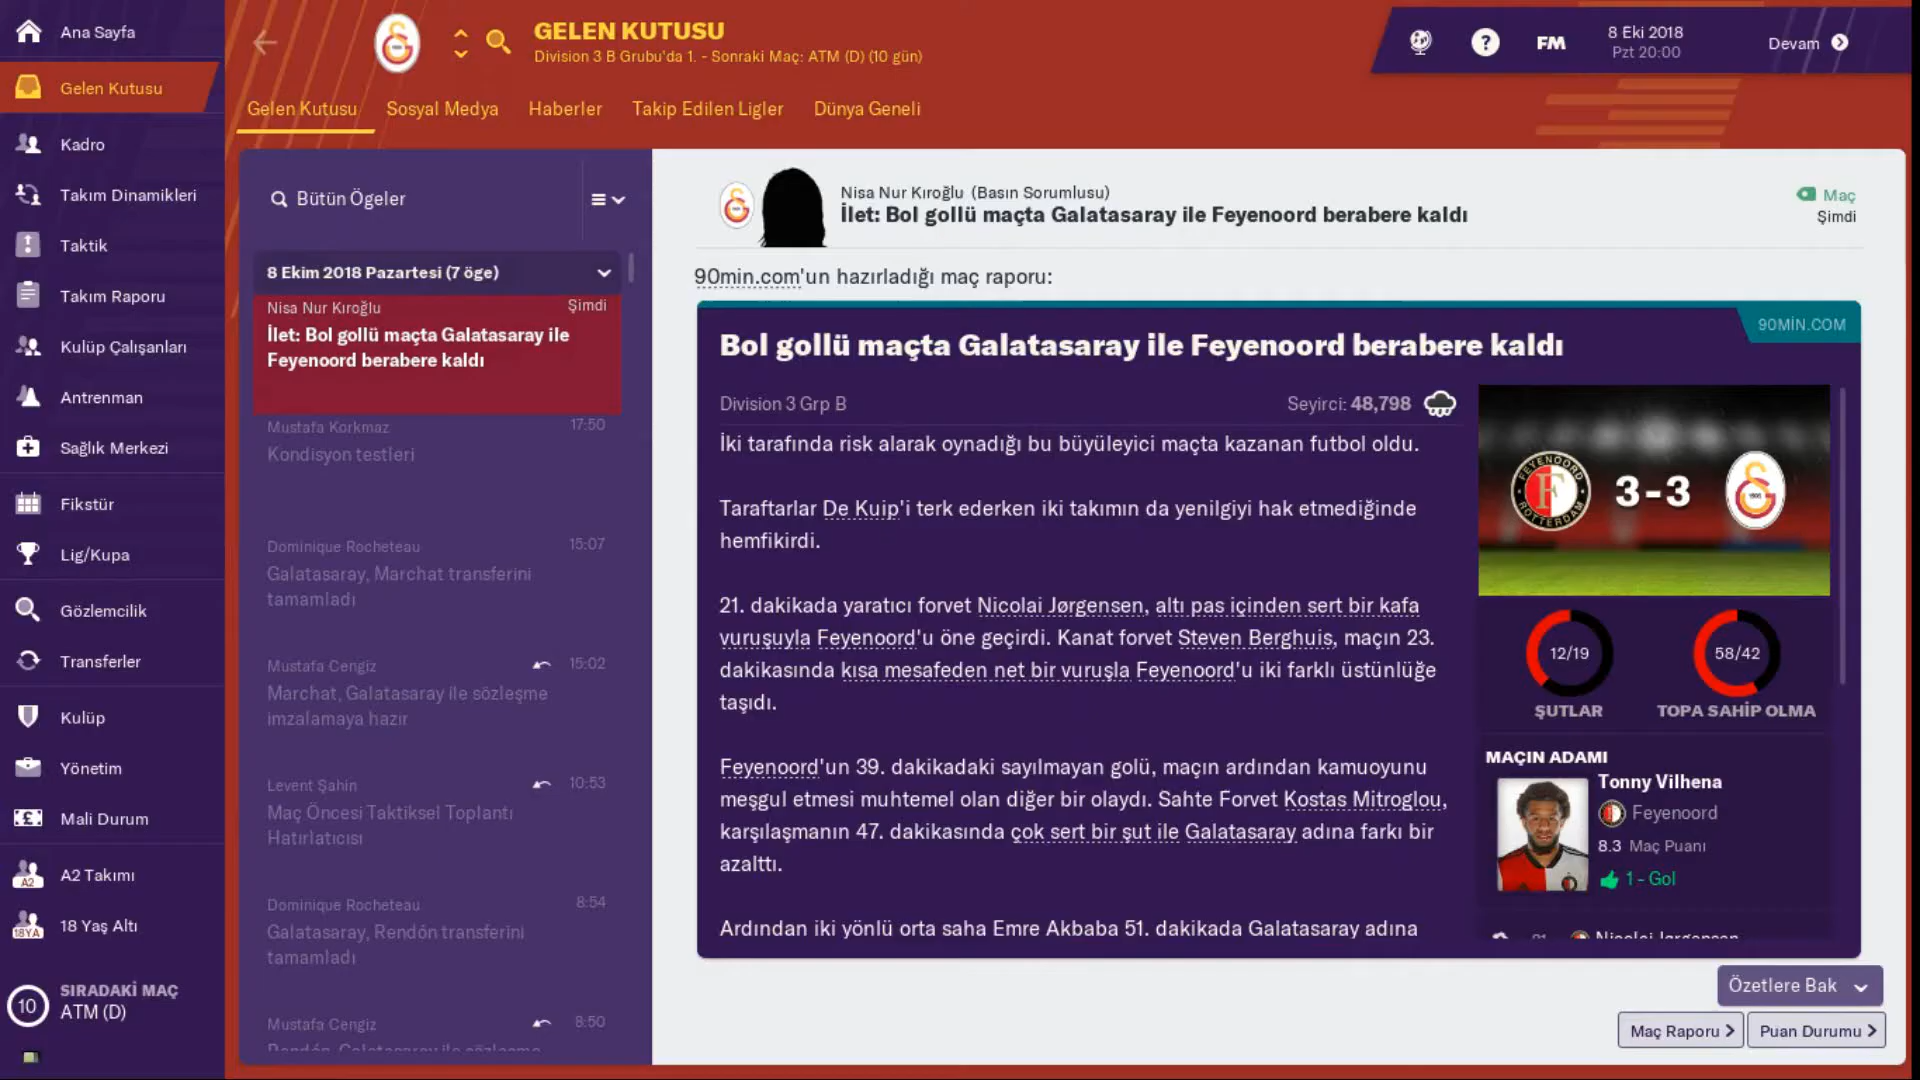 Ana Sayfa
Gelen Kutusu
Kadro
Takım Dinamikleri
Taktik
Takım Raporu
Kulüp Çalışanları
Antrenman
Sağlık Merkezi
Fikstür
Lig/Kupa
Gözlemcilik
Transferler
Kulüp
Yönetim
Mali Durum
A2 Takımı
A2
18 Yaş Altı
18YA
10
SIRADAKİ MAÇ
ATM (D)
GELEN KUTUSU
Division 3 B Grubu'da 1. - Sonraki Maç: ATM (D) (10 gün)
?
FM
8 Eki 2018
Pzt 20:00
Devam
Gelen Kutusu
Sosyal Medya
Haberler
Takip Edilen Ligler
Dünya Geneli
Bütün Ögeler
8 Ekim 2018 Pazartesi (7 öge)
Nisa Nur Kıroğlu Şimdi
İlet: Bol gollü maçta Galatasaray ile
Feyenoord berabere kaldı
Mustafa Korkmaz 17:50
Kondisyon testleri
Dominique Rocheteau 15:07
Galatasaray, Marchat transferini
tamamladı
Mustafa Cengiz 15:02
Marchat, Galatasaray ile sözleşme
imzalamaya hazır
Levent Şahin 10:53
Maç Öncesi Taktiksel Toplantı
Hatırlatıcısı
Dominique Rocheteau 8:54
Galatasaray, Rendón transferini
tamamladı
Mustafa Cengiz 8:50
Rendón, Galatasaray ile sözleşme
Nisa Nur Kıroğlu (Basın Sorumlusu)
İlet: Bol gollü maçta Galatasaray ile Feyenoord berabere kaldı
Maç
Şimdi
90min.com'un hazırladığı maç raporu:
90MİN.COM
Bol gollü maçta Galatasaray ile Feyenoord berabere kaldı
Division 3 Grp B
Seyirci: 48,798
İki tarafında risk alarak oynadığı bu büyüleyici maçta kazanan futbol oldu.
Taraftarlar De Kuip'i terk ederken iki takımın da yenilgiyi hak etmediğinde
hemfikirdi.
21. dakikada yaratıcı forvet Nicolai Jørgensen, altı pas içinden sert bir kafa
vuruşuyla Feyenoord'u öne geçirdi. Kanat forvet Steven Berghuis, maçın 23.
dakikasında kısa mesafeden net bir vuruşla Feyenoord'u iki farklı üstünlüğe
taşıdı.
Feyenoord'un 39. dakikadaki sayılmayan golü, maçın ardından kamuoyunu
meşgul etmesi muhtemel olan diğer bir olaydı. Sahte Forvet Kostas Mitroglou,
karşılaşmanın 47. dakikasında çok sert bir şut ile Galatasaray adına farkı bir
azalttı.
Ardından iki yönlü orta saha Emre Akbaba 51. dakikada Galatasaray adına
FEYENOORD
F
ROTTERDAM
3-3
12/19
ŞUTLAR
58/42
TOPA SAHİP OLMA
MAÇIN ADAMI
Tonny Vilhena
Feyenoord
8.3 Maç Puanı
1 - Gol
21 Nicolai Jørgensen
Özetlere Bak
Maç Raporu
Puan Durumu